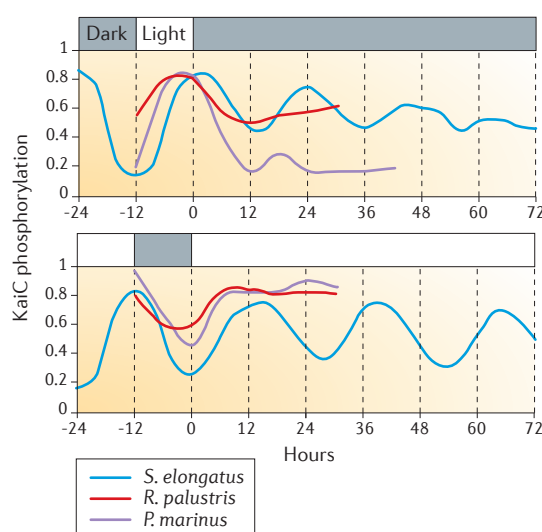 Dark Light
1
0.8
0.6
0.4
0.2
0
-24 -12 0 12 24 36 48 60 72
KaiC phosphorylation
1
0.8
0.6
0.4
0.2
0
-24 -12 0 12 24 36 48 60 72
Hours
S. elongatus
R. palustris
P. marinus